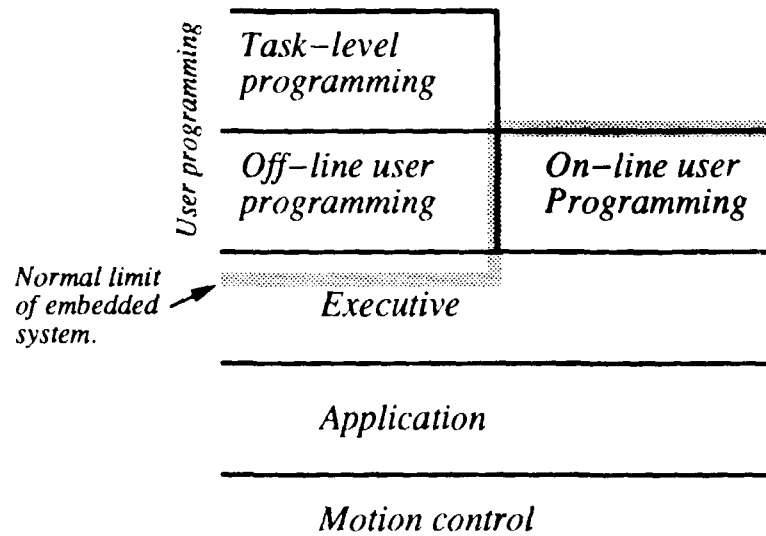 User programming
Task-level
programming
Off-line user
programming
On-line user
Programming
Normal limit
of embedded
system.
Executive
Application
Motion control